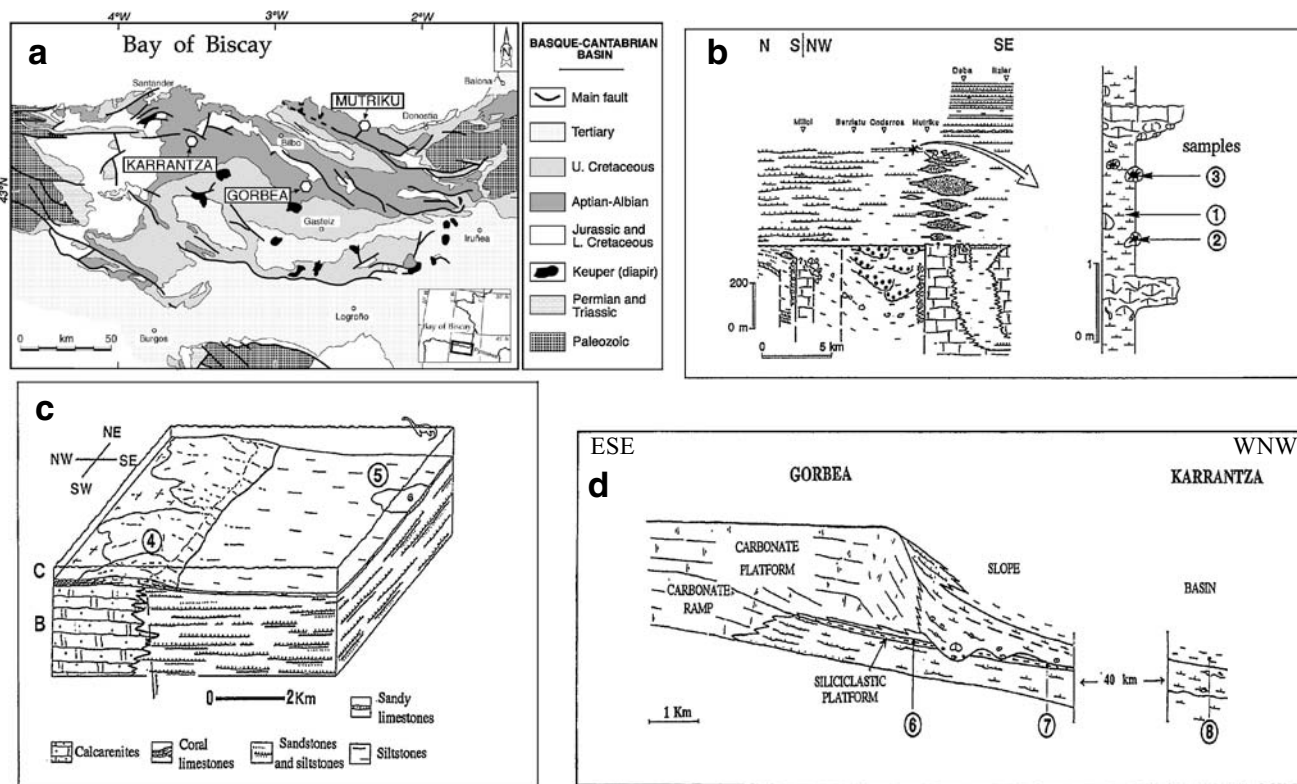 a
4°W
3°W
2°W
Bay of Biscay
N
Santander
MUTRIKU
Baiona
Donostia
Bilbo
KARRANTZA
43°N
GORBEA
Gasteiz
Iruñea
Logroño
Burgos
0 km 50
Bay of Biscay
BASQUE-CANTABRIAN
BASIN
Main fault
Tertiary
U. Cretaceous
Aptian-Albian
Jurassic and
L. Cretaceous
Keuper (diapir)
Permian and
Triassic
Paleozoic
b
N S|NW SE
Deba
Mutriku
200
0 m
0 5 km
samples
3
1
2
1
0 m
c
NE
NW SE
SW
5
6
4
C
B
0 2Km
Sandy
limestones
Calcarenites
Coral
limestones
Sandstones
and siltstones
Siltstones
ESE WNW
d
GORBEA KARRANTZA
CARBONATE
PLATFORM
CARBONATE
RAMP
SLOPE
BASIN
SILICICLASTIC
PLATFORM
40 km
1 Km
6
7
8